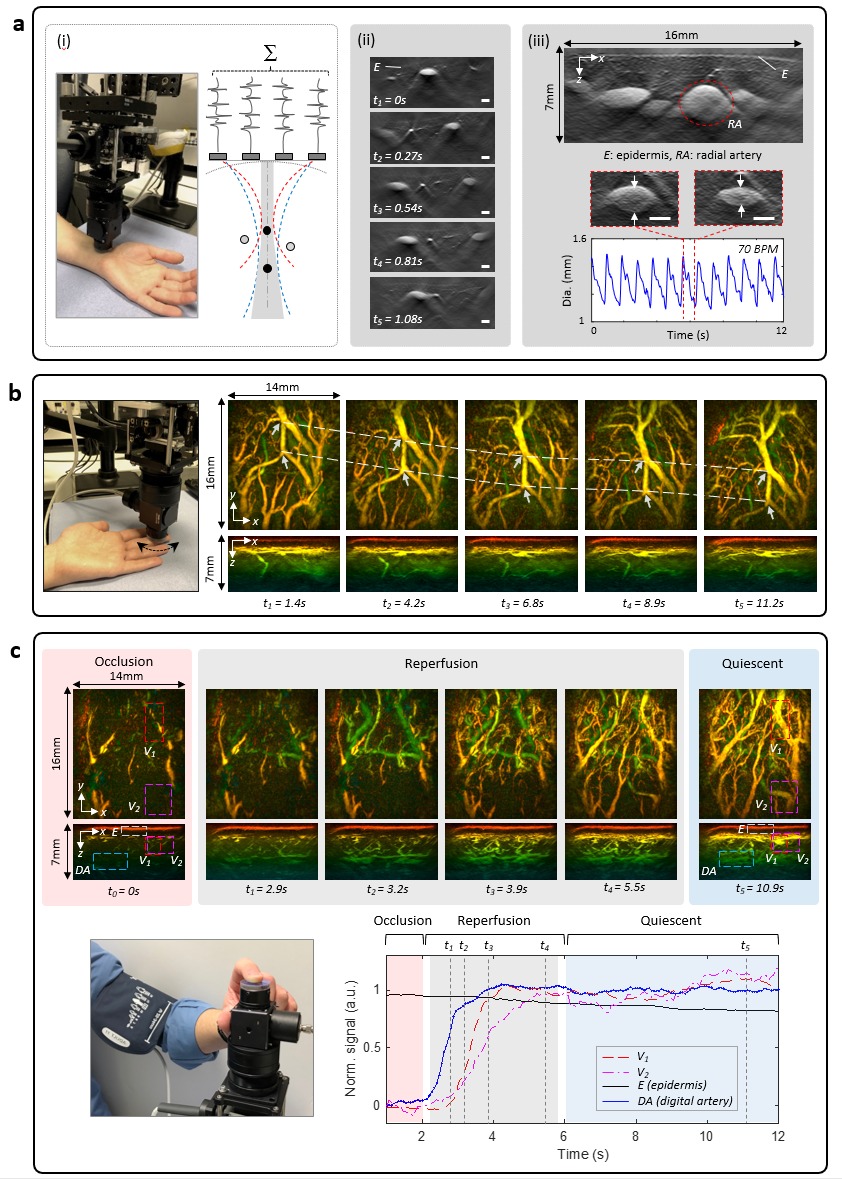 a
(i)
Σ
(ii)
E
t1 = 0s
t2 = 0.27s
t3 = 0.54s
t4 = 0.81s
t5 = 1.08s
(iii)
16mm
7mm
x
z
E
RA
E: epidermis, RA: radial artery
1.6
70 BPM
Dia. (mm)
1
0
12
Time (s)
b
14mm
16mm
y
x
7mm
x
z
t1 = 1.4s
t2 = 4.2s
t3 = 6.8s
t4 = 8.9s
t5 = 11.2s
c
Occlusion
Reperfusion
Quiescent
14mm
16mm
V1
V2
y
x
V1
V2
7mm
x
z
E
V1
V2
DA
E
V1
V2
DA
t0 = 0s
t1 = 2.9s
t2 = 3.2s
t3 = 3.9s
t4 = 5.5s
t5 = 10.9s
Occlusion
Reperfusion
Quiescent
t1
t2
t3
t4
t5
Norm. signal (a.u.)
1
0.5
0
V1
V2
E (epidermis)
DA (digital artery)
2
4
6
8
10
12
Time (s)